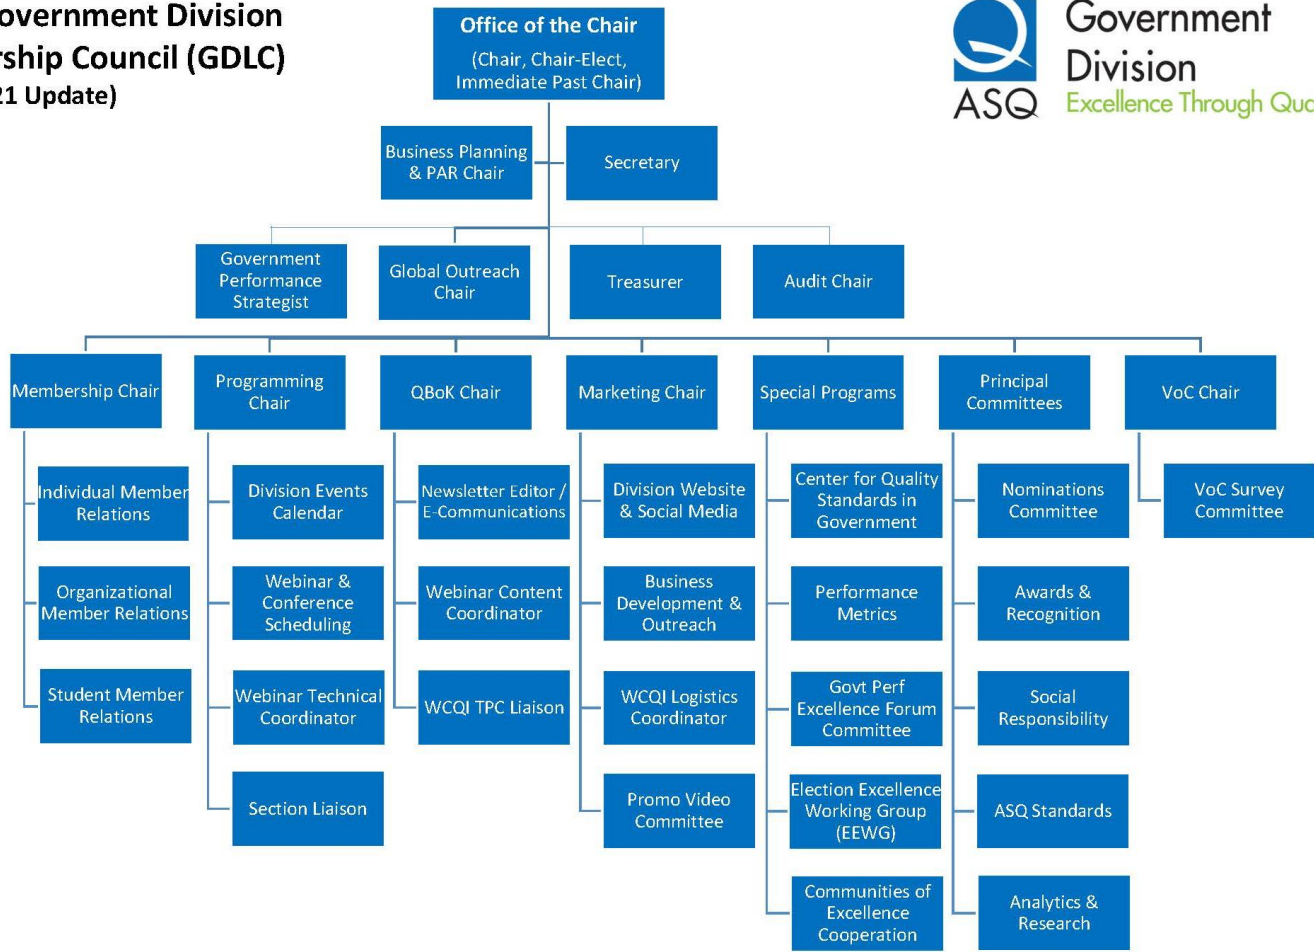 overnment Division
rship Council (GDLC)
21 Update)
Office of the Chair
(Chair, Chair-Elect,
Immediate Past Chair)
Government
Division
ASQ
Excellence Through Qua
Business Planning
& PAR Chair
Secretary
Government
Performance
Strategist
Global Outreach
Chair
Treasurer
Audit Chair
Membership Chair
Programming
Chair
QBoK Chair
Marketing Chair
Special Programs
Principal
Committees
VoC Chair
Individual Member
Relations
Organizational
Member Relations
Student Member
Relations
Division Events
Calendar
Webinar &
Conference
Scheduling
Webinar Technical
Coordinator
Section Liaison
Newsletter Editor /
E-Communications
Webinar Content
Coordinator
WCQI TPC Liaison
Division Website
& Social Media
Business
Development &
Outreach
WCQI Logistics
Coordinator
Promo Video
Committee
Center for Quality
Standards in
Government
Performance
Metrics
Govt Perf
Excellence Forum
Committee
Election Excellence
Working Group
(EEWG)
Communities of
Excellence
Cooperation
Nominations
Committee
Awards &
Recognition
Social
Responsibility
ASQ Standards
Analytics &
Research
VoC Survey
Committee